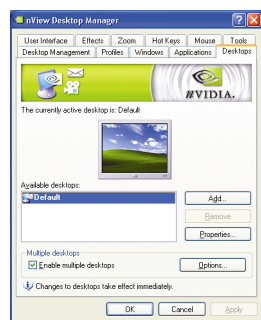 nView Desktop Manager
User Interface Effects Zoom Hot Keys Mouse Tools
Desktop Management Profiles Windows Applications Desktops
nVIDIA.
The currently active desktop is: Default
Available desktops:
Default
Add...
Remove
Properties...
Multiple desktops
Enable multiple desktops
Options...
Changes to desktops take effect immediately.
OK Cancel Apply